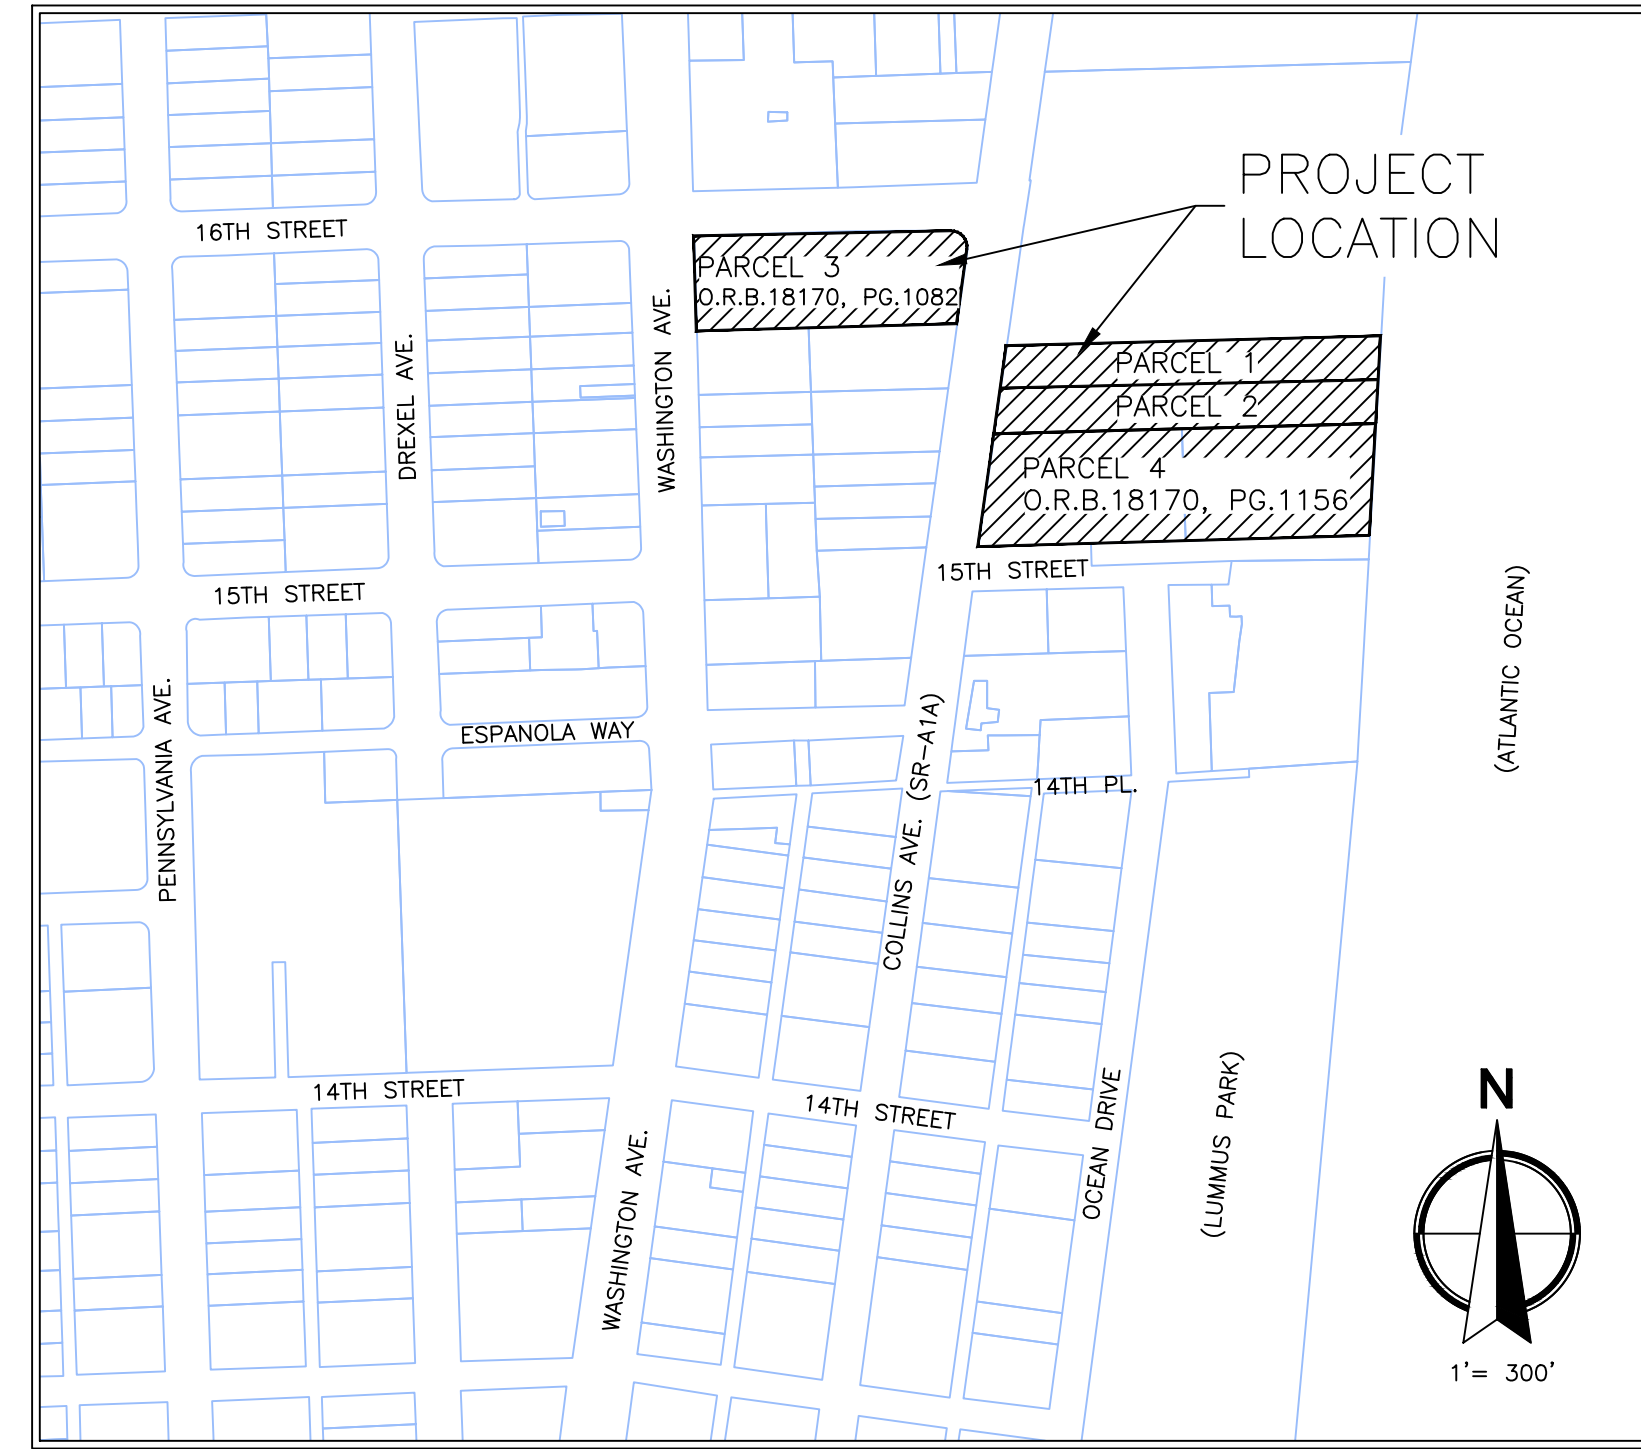 PROJECT
LOCATION
16TH STREET
PARCEL 3
O.R.B.18170, PG.1082
WASHINGTON AVE.
DREXEL AVE.
PARCEL 1
PARCEL 2
PARCEL 4
O.R.B.18170, PG.1156
15TH STREET
15TH STREET
(ATLANTIC OCEAN)
PENNSYLVANIA AVE.
ESPANOLA WAY
COLLINS AVE. (SR-A1A)
14TH PL.
14TH STREET
14TH STREET
OCEAN DRIVE
(LUMMUS PARK)
WASHINGTON AVE.
N
1'= 300'